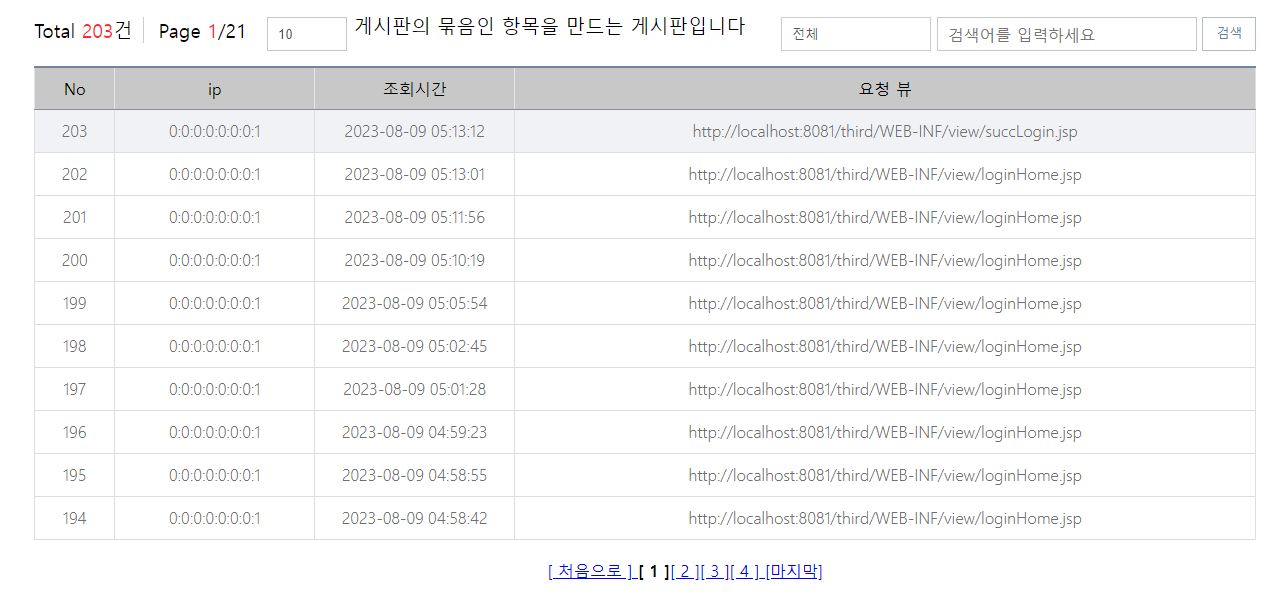 Total 203건 Page 1/21 10 게시판의 묶음인 항목을 만드는 게시판입니다 전체 검색어를 입력하세요 검색
No ip 조회시간 요청 뷰
203 0:0:0:0:0:0:0:1 2023-08-09 05:13:12 http://localhost:8081/third/WEB-INF/view/succLogin.jsp
202 0:0:0:0:0:0:0:1 2023-08-09 05:13:01 http://localhost:8081/third/WEB-INF/view/loginHome.jsp
201 0:0:0:0:0:0:0:1 2023-08-09 05:11:56 http://localhost:8081/third/WEB-INF/view/loginHome.jsp
200 0:0:0:0:0:0:0:1 2023-08-09 05:10:19 http://localhost:8081/third/WEB-INF/view/loginHome.jsp
199 0:0:0:0:0:0:0:1 2023-08-09 05:05:54 http://localhost:8081/third/WEB-INF/view/loginHome.jsp
198 0:0:0:0:0:0:0:1 2023-08-09 05:02:45 http://localhost:8081/third/WEB-INF/view/loginHome.jsp
197 0:0:0:0:0:0:0:1 2023-08-09 05:01:28 http://localhost:8081/third/WEB-INF/view/loginHome.jsp
196 0:0:0:0:0:0:0:1 2023-08-09 04:59:23 http://localhost:8081/third/WEB-INF/view/loginHome.jsp
195 0:0:0:0:0:0:0:1 2023-08-09 04:58:55 http://localhost:8081/third/WEB-INF/view/loginHome.jsp
194 0:0:0:0:0:0:0:1 2023-08-09 04:58:42 http://localhost:8081/third/WEB-INF/view/loginHome.jsp
[ 처음으로 ] [ 1 ][ 2 ][ 3 ][ 4 ] [마지막]